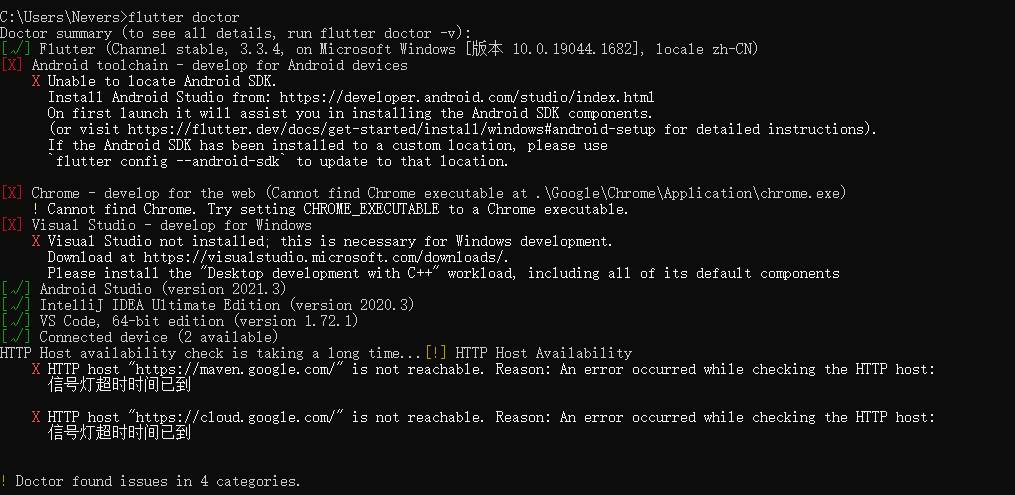 C:\Users\Nevers>flutter doctor
Doctor summary (to see all details, run flutter doctor -v):
[√] Flutter (Channel stable, 3.3.4, on Microsoft Windows [版本 10.0.19044.1682], locale zh-CN)
[X] Android toolchain - develop for Android devices
X Unable to locate Android SDK.
Install Android Studio from: https://developer.android.com/studio/index.html
On first launch it will assist you in installing the Android SDK components.
(or visit https://flutter.dev/docs/get-started/install/windows#android-setup for detailed instructions).
If the Android SDK has been installed to a custom location, please use
`flutter config --android-sdk` to update to that location.
[X] Chrome - develop for the web (Cannot find Chrome executable at .\Google\Chrome\Application\chrome.exe)
! Cannot find Chrome. Try setting CHROME_EXECUTABLE to a Chrome executable.
[X] Visual Studio - develop for Windows
X Visual Studio not installed; this is necessary for Windows development.
Download at https://visualstudio.microsoft.com/downloads/.
Please install the "Desktop development with C++" workload, including all of its default components
[√] Android Studio (version 2021.3)
[√] IntelliJ IDEA Ultimate Edition (version 2020.3)
[√] VS Code, 64-bit edition (version 1.72.1)
[√] Connected device (2 available)
HTTP Host availability check is taking a long time...[!] HTTP Host Availability
X HTTP host "https://maven.google.com/" is not reachable. Reason: An error occurred while checking the HTTP host:
信号灯超时时间已到
X HTTP host "https://cloud.google.com/" is not reachable. Reason: An error occurred while checking the HTTP host:
信号灯超时时间已到
! Doctor found issues in 4 categories.